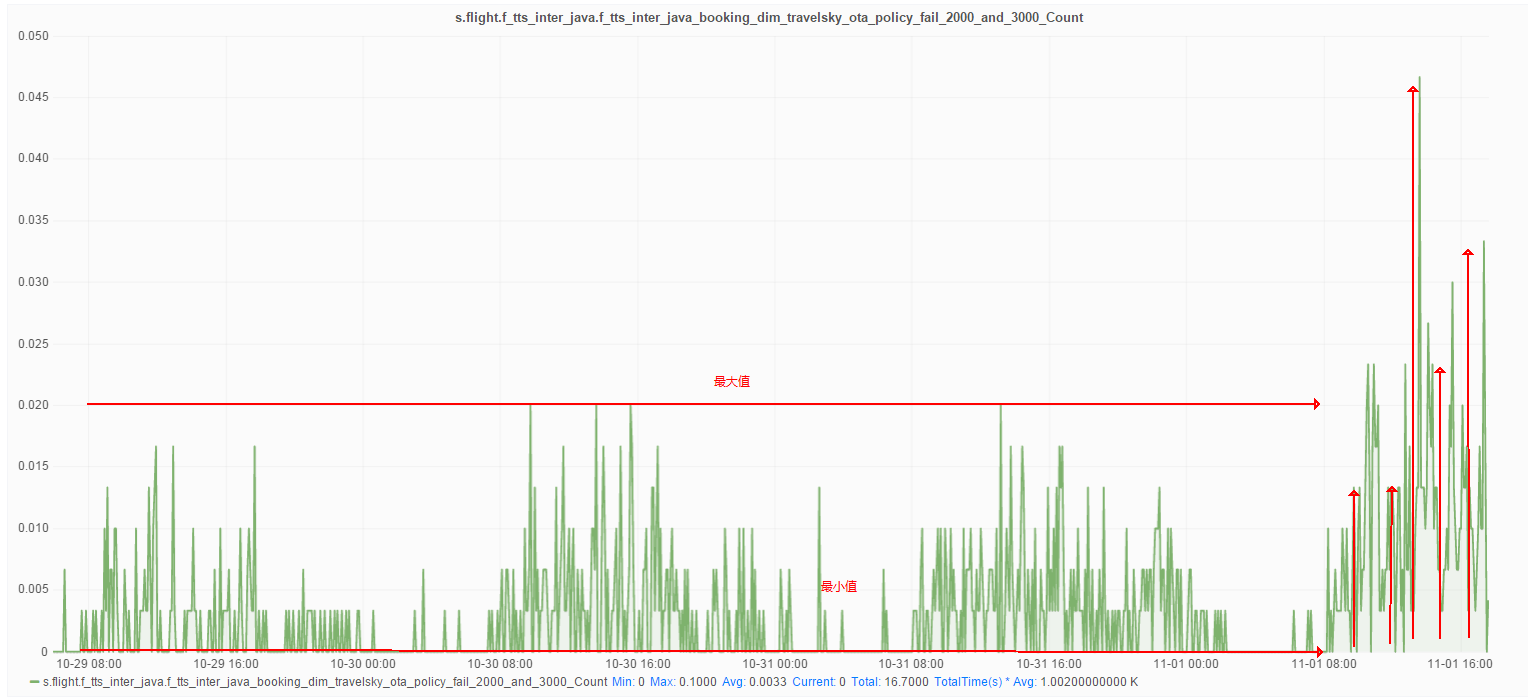 s.flight.f_tts_inter_java.f_tts_inter_java_booking_dim_travelsky_ota_policy_fail_2000_and_3000_Count
0.050
0.045
0.040
0.035
0.030
0.025
最大值
0.020
0.015
0.010
最小值
0.005
0
10-29 08:00 10-29 16:00 10-30 00:00 10-30 08:00 10-30 16:00 10-31 00:00 10-31 08:00 10-31 16:00 11-01 00:00 11-01 08:00 11-01 16:00
s.flight.f_tts_inter_java.f_tts_inter_java_booking_dim_travelsky_ota_policy_fail_2000_and_3000_Count Min: 0 Max: 0.1000 Avg: 0.0033 Current: 0 Total: 16.7000 TotalTime(s) * Avg: 1.00200000000 K